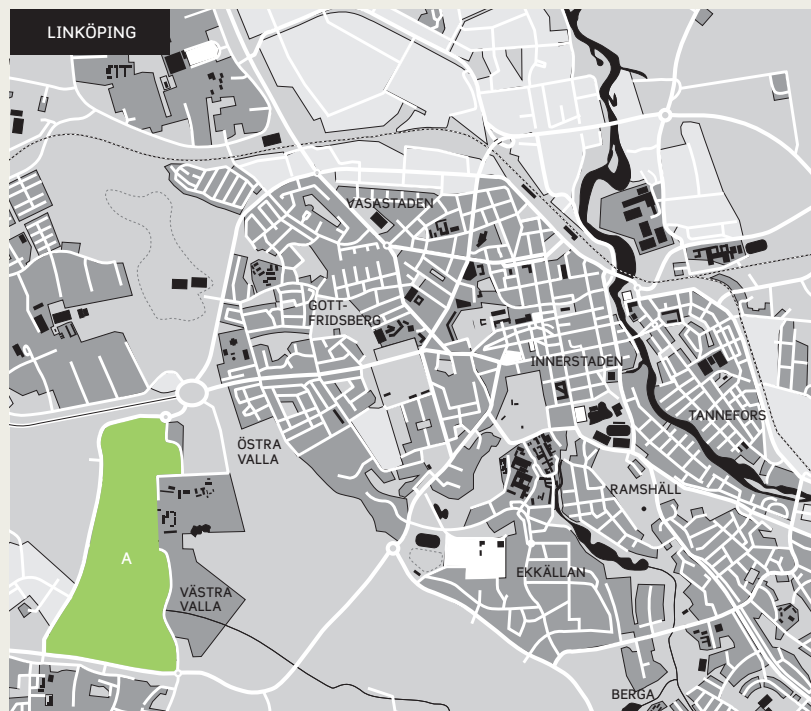 LINKÖPING
VASASTADEN
GOTT-
FRIDSBERG
INNERSTADEN
TANNEFORS
ÖSTRA
VALLA
RAMSHÄLL
A
EKKÄLLAN
VÄSTRA
VALLA
BERGA